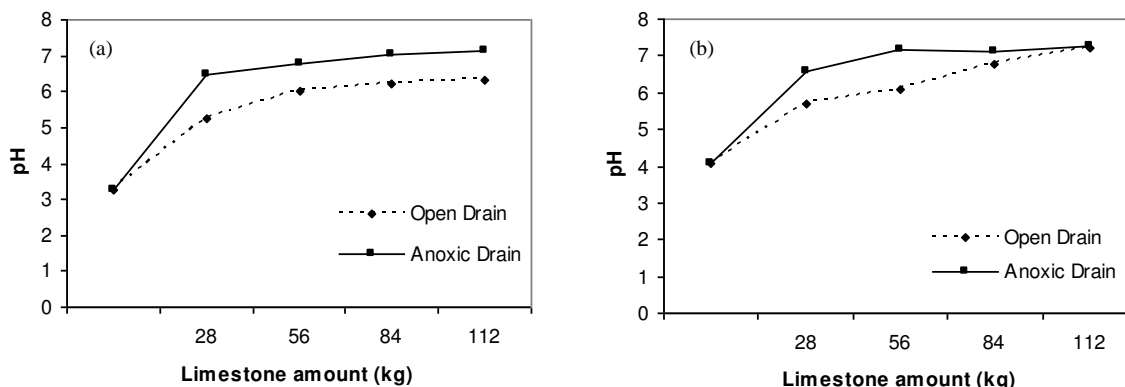 (a)
8
7
6
5
4
3
2
1
0
pH
Open Drain
Anoxic Drain
28 56 84 112
Limestone amount (kg)
(b)
8
7
6
5
4
3
2
1
0
pH
Open Drain
Anoxic Drain
28 56 84 112
Limestone amount (kg)